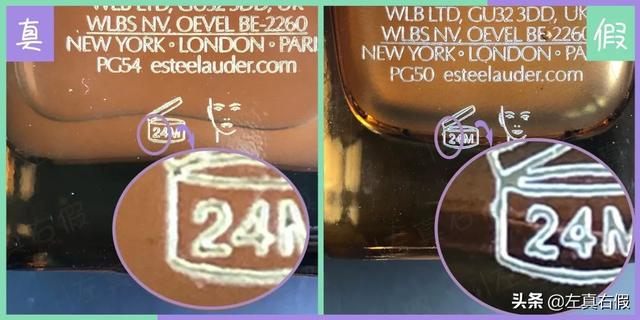 真
WLB LTD, GU32 3DD, UK
WLBS NV, OEVEL BE-2260
NEW YORK • LONDON • PARI
PG54 esteelauder.com
24M
24M
假
WLB LTD, GU32 3DD, UK
WLBS NV, OEVEL BE-2260
NEW YORK • LONDON •
PG50 esteelauder.com
24M
24M
头条 @左真右假